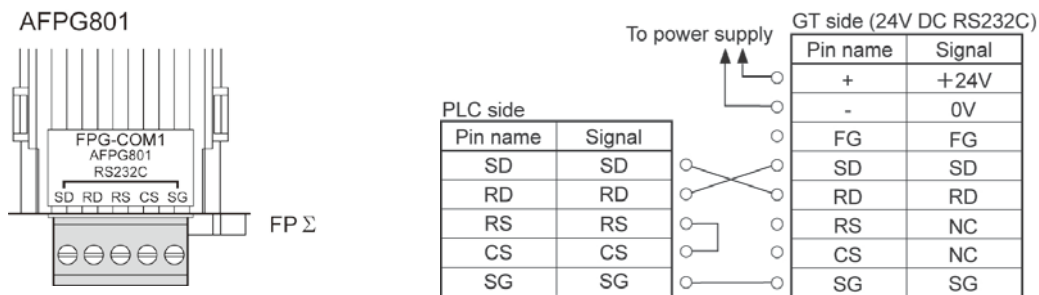 AFPG801
FPG-COM1
AFPG801
RS232C
SD RD RS CS SG
FP Σ
To power supply
GT side (24V DC RS232C)
Pin name Signal
+ +24V
- 0V
FG FG
SD SD
RD RD
RS NC
CS NC
SG SG
PLC side
Pin name Signal
SD SD
RD RD
RS RS
CS CS
SG SG